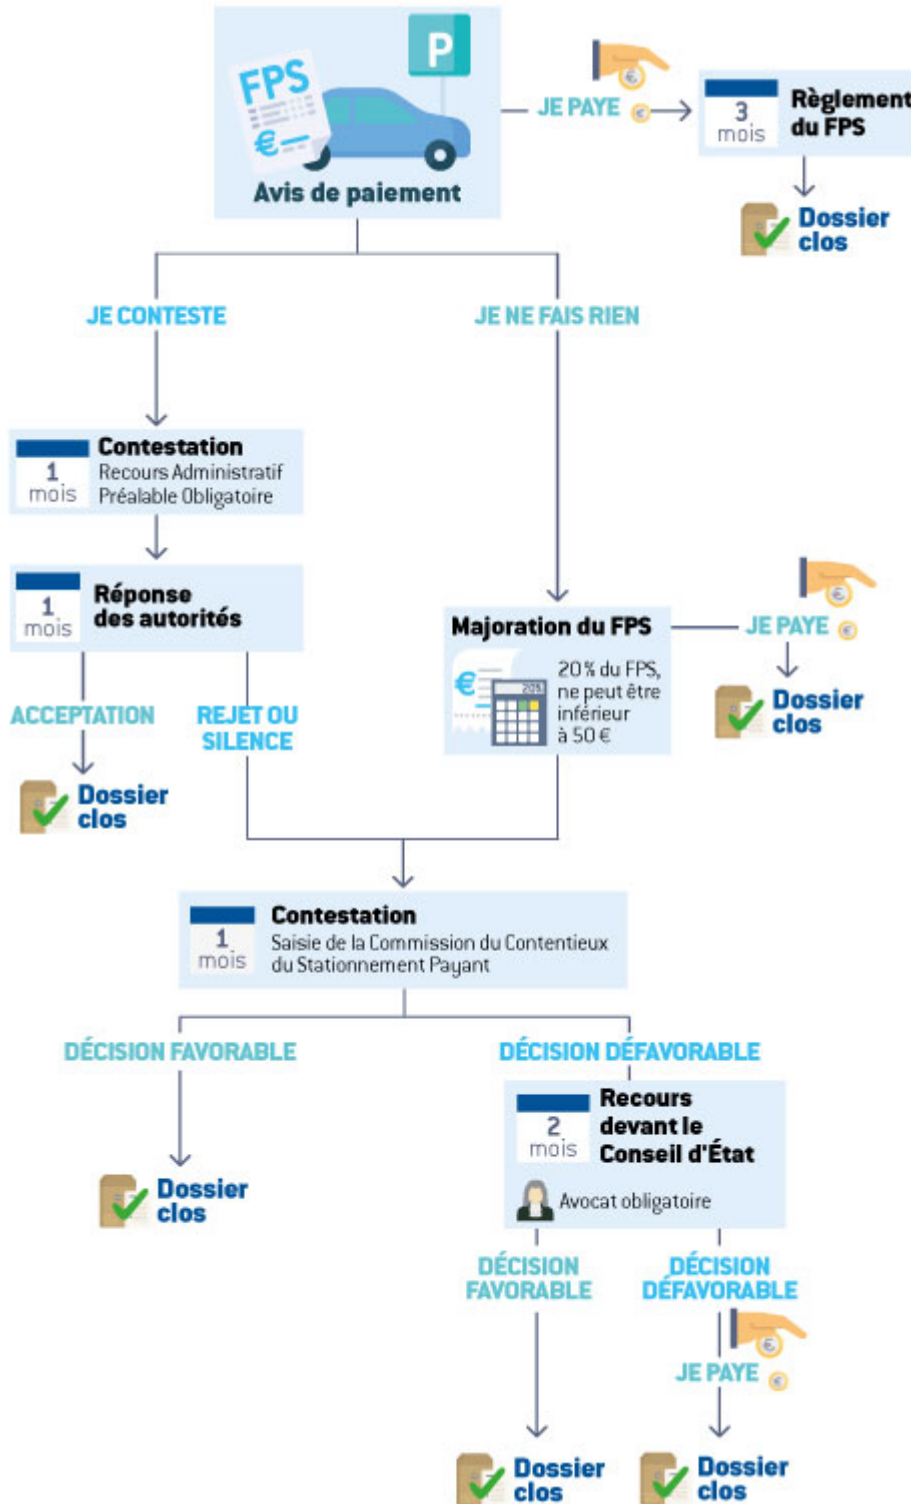 FPS
€
P
Avis de paiement
JE PAYE
€
€
3
mois
Règlement
du FPS
Dossier
clos
JE CONTESTE
JE NE FAIS RIEN
1
mois
Contestation
Recours Administratif
Préalable Obligatoire
1
mois
Réponse
des autorités
ACCEPTATION
REJET OU
SILENCE
Dossier
clos
Majoration du FPS
€
20%
20% du FPS,
ne peut être
inférieur
à 50 €
JE PAYE
€
€
Dossier
clos
1
mois
Contestation
Saisie de la Commission du Contentieux
du Stationnement Payant
DÉCISION FAVORABLE
DÉCISION DÉFAVORABLE
Dossier
clos
2
mois
Recours
devant le
Conseil d'État
Avocat obligatoire
DÉCISION
FAVORABLE
DÉCISION
DÉFAVORABLE
€
JE PAYE
€
Dossier
clos
Dossier
clos